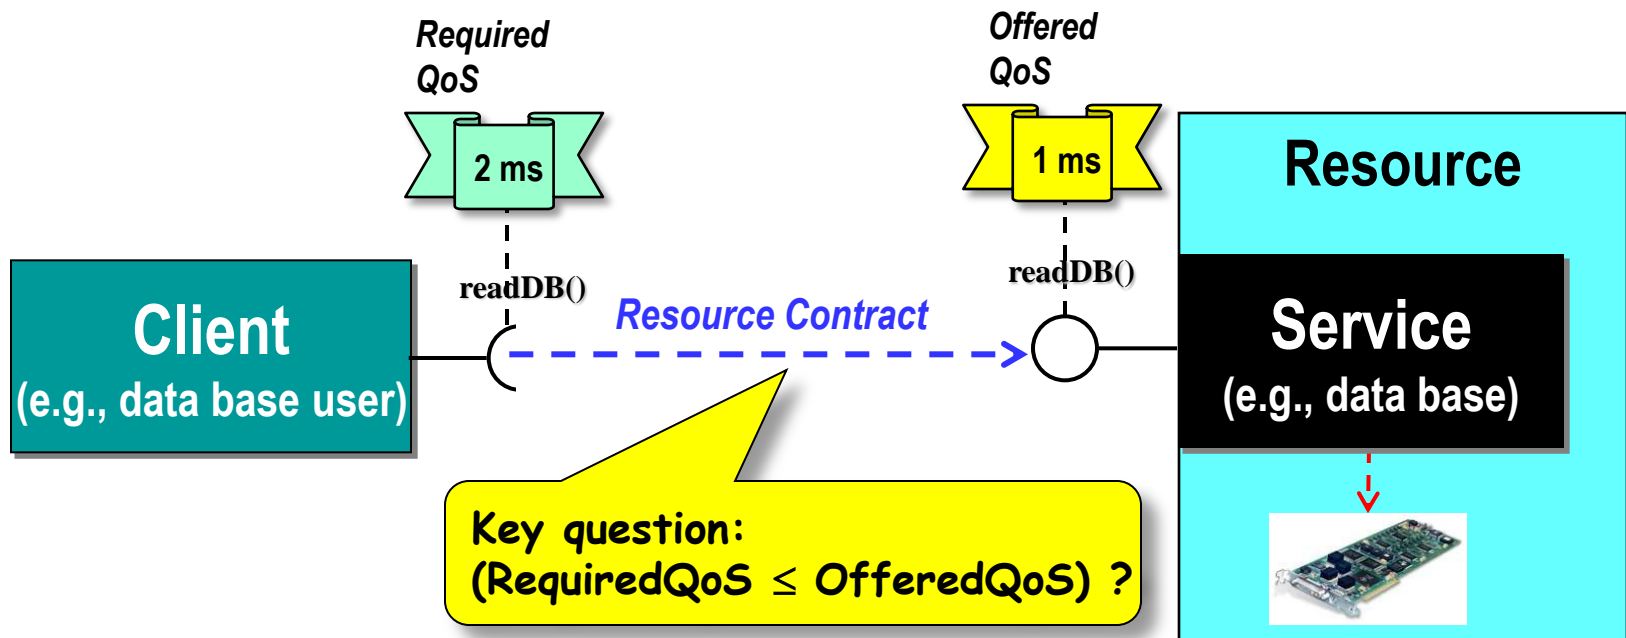 Required
QoS
Offered
QoS
2 ms
1 ms
Resource
readDB()
readDB()
Client
(e.g., data base user)
Resource Contract
Service
(e.g., data base)
Key question:
(RequiredQoS ≤ OfferedQoS) ?